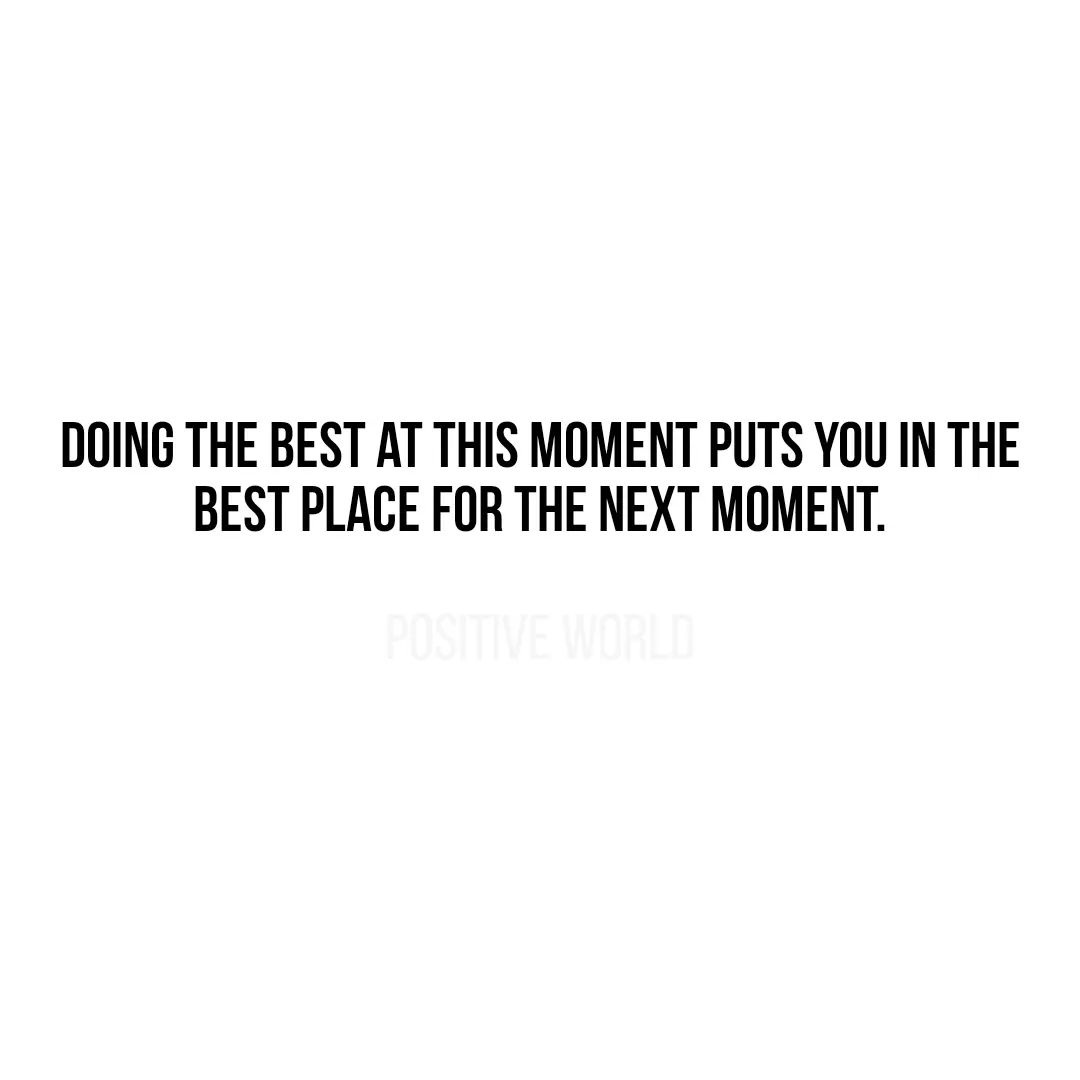 DOING THE BEST AT THIS MOMENT PUTS YOU IN THE
BEST PLACE FOR THE NEXT MOMENT.
POSITIVE WORLD